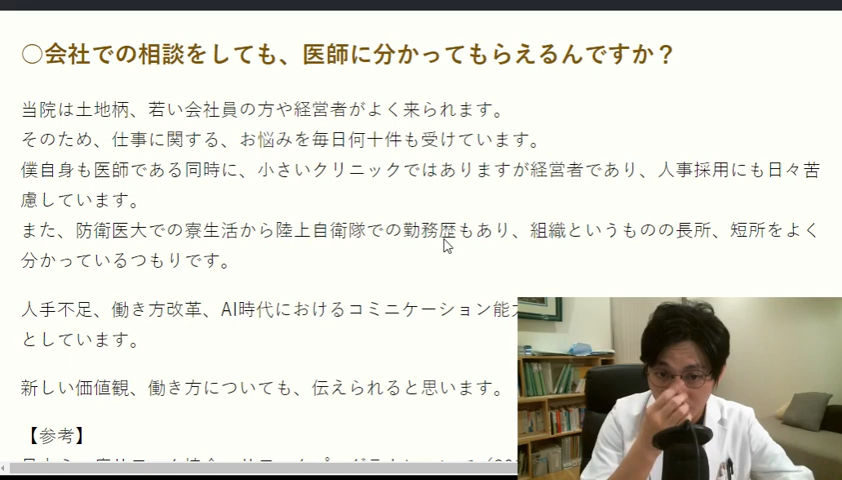 〇会社での相談をしても、医師に分かってもらえるんですか？
当院は土地柄、若い会社員の方や経営者がよく来られます。
そのため、仕事に関する、お悩みを毎日何十件も受けています。
僕自身も医師である同時に、小さいクリニックではありますが経営者であり、人事採用にも日々苦
慮しています。
また、防衛医大での寮生活から陸上自衛隊での勤務歴もあり、組織というものの長所、短所をよく
分かっているつもりです。
人手不足、働き方改革、AI時代におけるコミニケーション能
としています。
新しい価値観、働き方についても、伝えられると思います。
【参考】